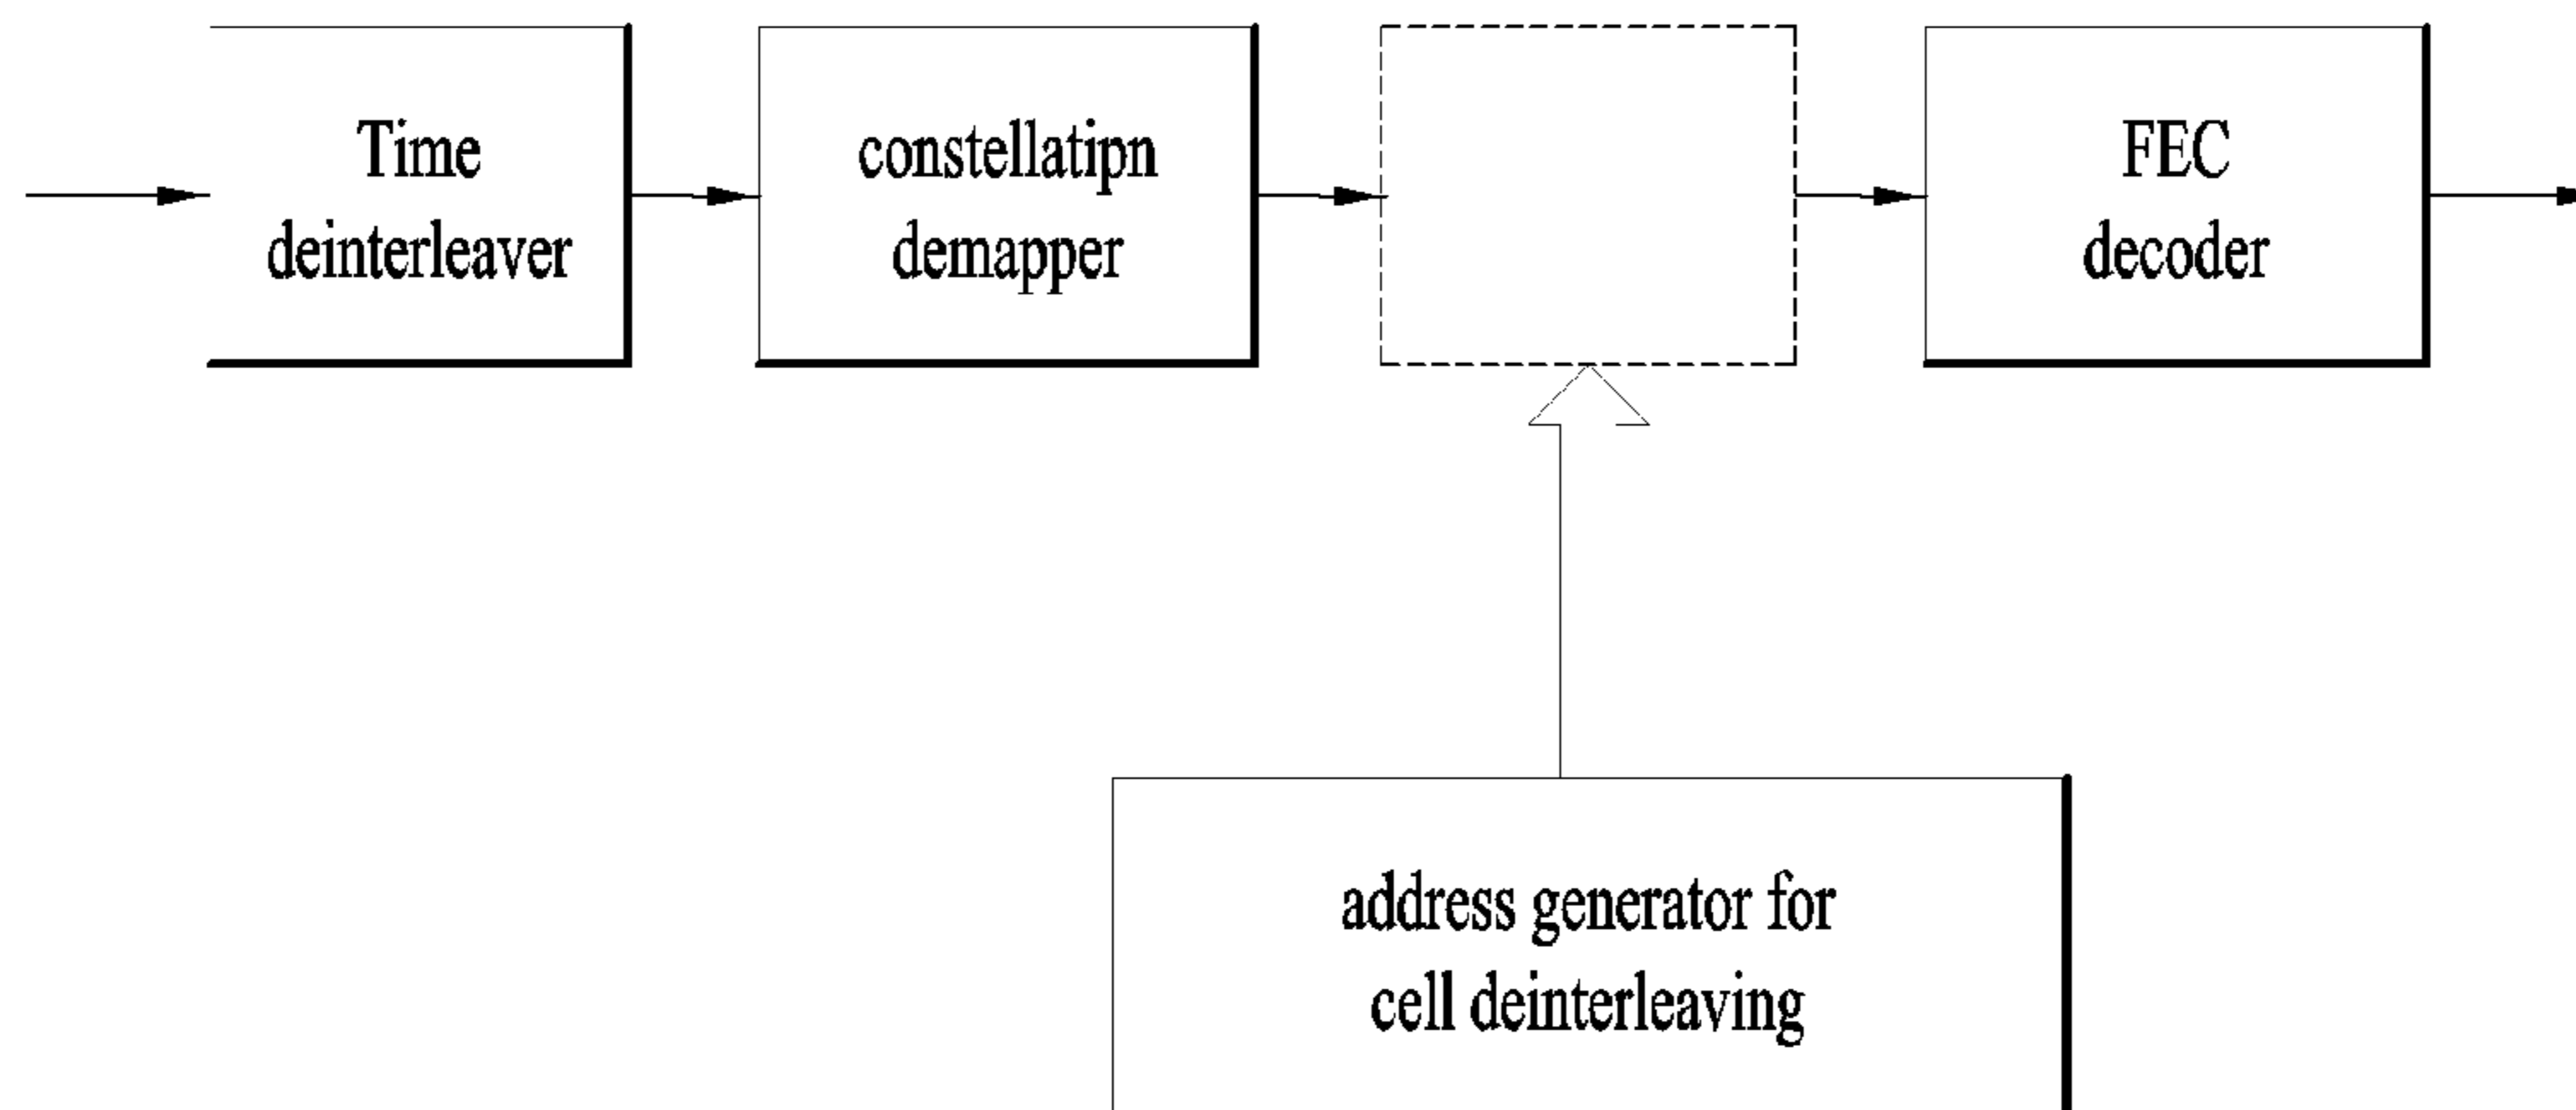 Time
deinterleaver
constellatipn
demapper
FEC
decoder
address generator for
cell deinterleaving